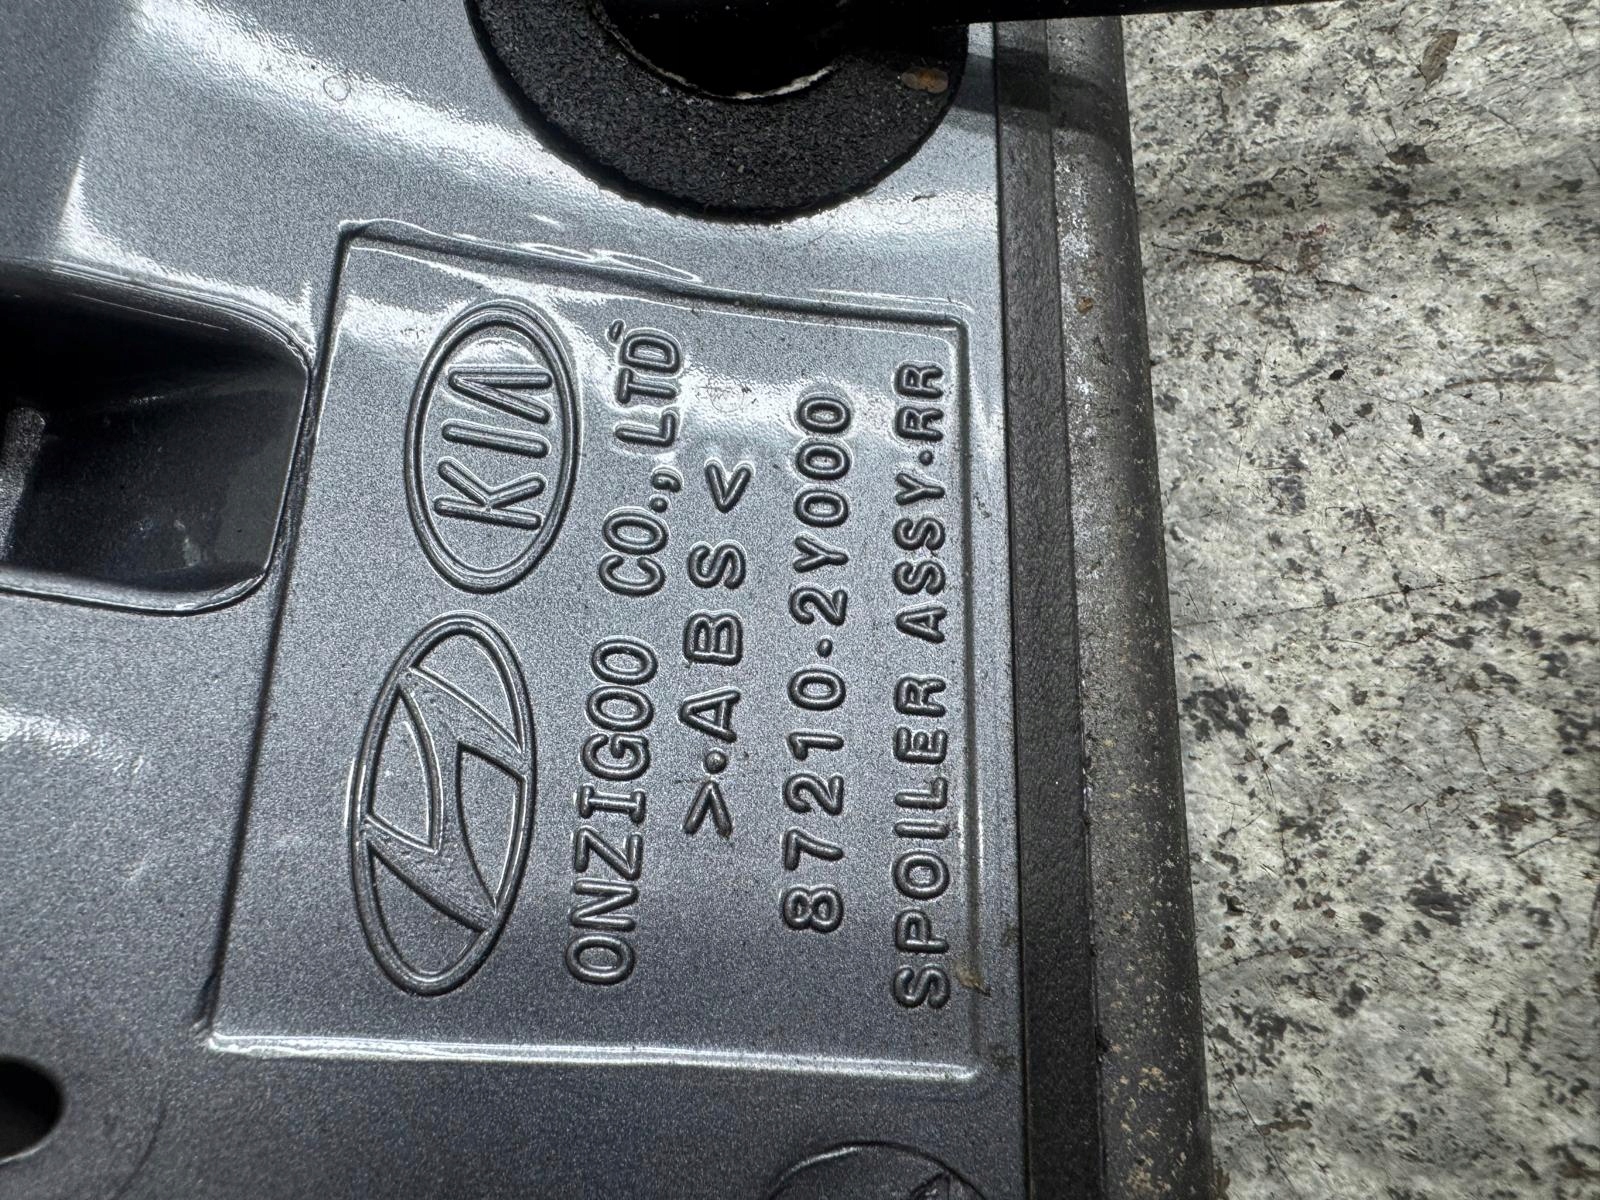 KIA
ONZIGOO CO., LTD
>.ABS<
87210-2Y000
SPOILER ASSY.RR